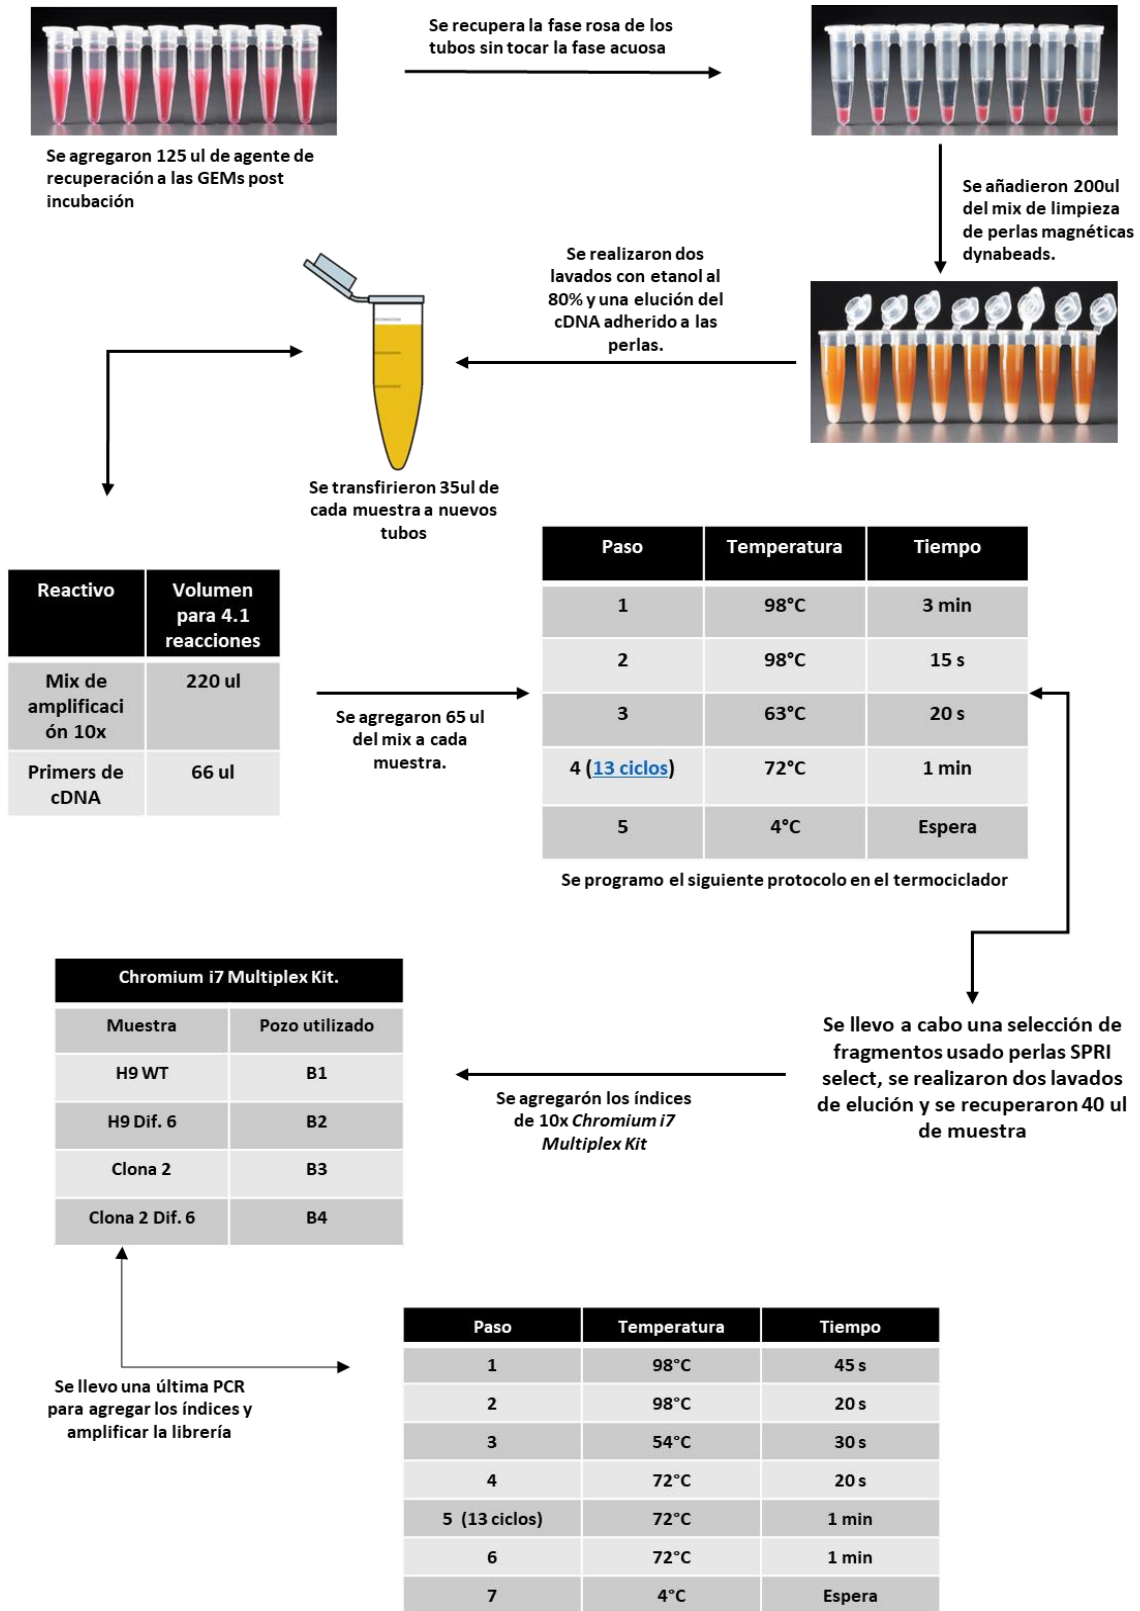 Se recupera la fase rosa de los
tubos sin tocar la fase acuosa
Se agregaron 125 ul de agente de
recuperación a las GEMs post
incubación
Se añadieron 200ul
del mix de limpieza
de perlas magnéticas
dynabeads.
Se realizaron dos
lavados con etanol al
80% y una elución del
cDNA adherido a las
perlas.
Se transfirieron 35ul de
cada muestra a nuevos
tubos
Reactivo Volumen
para 4.1
reacciones
Mix de 220 ul
amplificaci
ón 10x
Primers de 66 ul
cDNA
Se agregaron 65 ul
del mix a cada
muestra.
Paso Temperatura Tiempo
1 98°C 3 min
2 98°C 15 s
3 63°C 20 s
4 (13 ciclos) 72°C 1 min
5 4°C Espera
Se programo el siguiente protocolo en el termociclador
Se llevo a cabo una selección de
fragmentos usado perlas SPRI
select, se realizaron dos lavados
de elución y se recuperaron 40 ul
de muestra
Se agregarón los índices
de 10x Chromium i7
Multiplex Kit
Chromium i7 Multiplex Kit.
Muestra Pozo utilizado
H9 WT B1
H9 Dif. 6 B2
Clona 2 B3
Clona 2 Dif. 6 B4
Se llevo una última PCR
para agregar los índices y
amplificar la librería
Paso Temperatura Tiempo
1 98°C 45 s
2 98°C 20 s
3 54°C 30 s
4 72°C 20 s
5 (13 ciclos) 72°C 1 min
6 72°C 1 min
7 4°C Espera